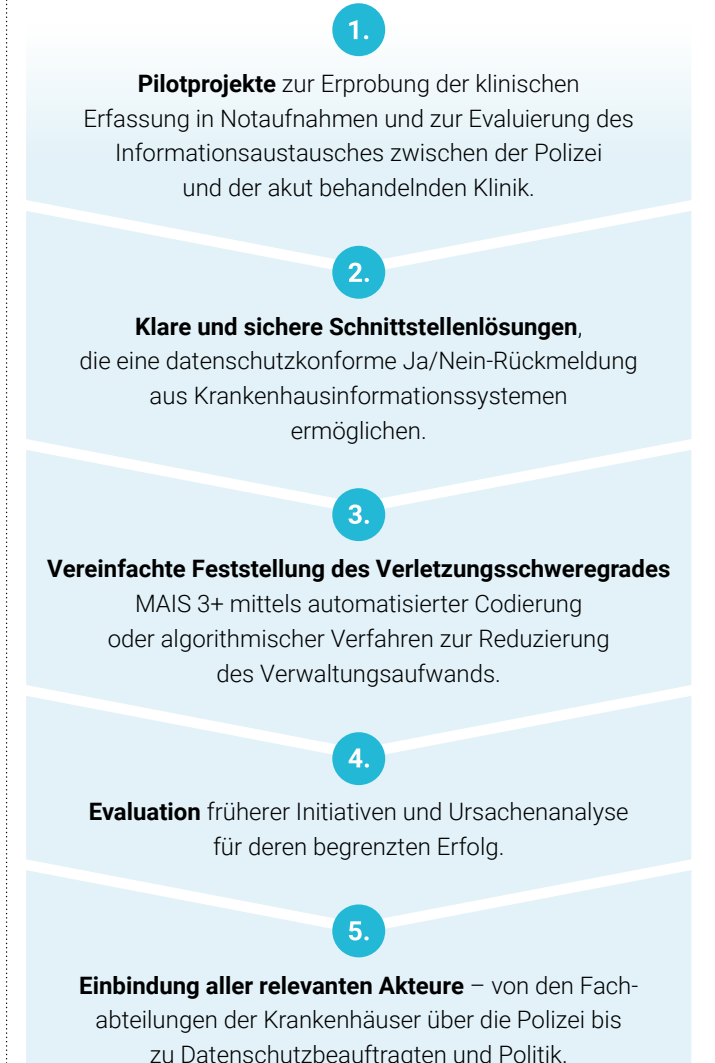 1.
Pilotprojekte zur Erprobung der klinischen
Erfassung in Notaufnahmen und zur Evaluierung des
Informationsaustausches zwischen der Polizei
und der akut behandelnden Klinik.
2.
Klare und sichere Schnittstellenlösungen,
die eine datenschutzkonforme Ja/Nein-Rückmeldung
aus Krankenhausinformationssystemen
ermöglichen.
3.
Vereinfachte Feststellung des Verletzungsschweregrades
MAIS 3+ mittels automatisierter Codierung
oder algorithmischer Verfahren zur Reduzierung
des Verwaltungsaufwands.
4.
Evaluation früherer Initiativen und Ursachenanalyse
für deren begrenzten Erfolg.
5.
Einbindung aller relevanten Akteure – von den Fach-
abteilungen der Krankenhäuser über die Polizei bis
zu Datenschutzbeauftragten und Politik.